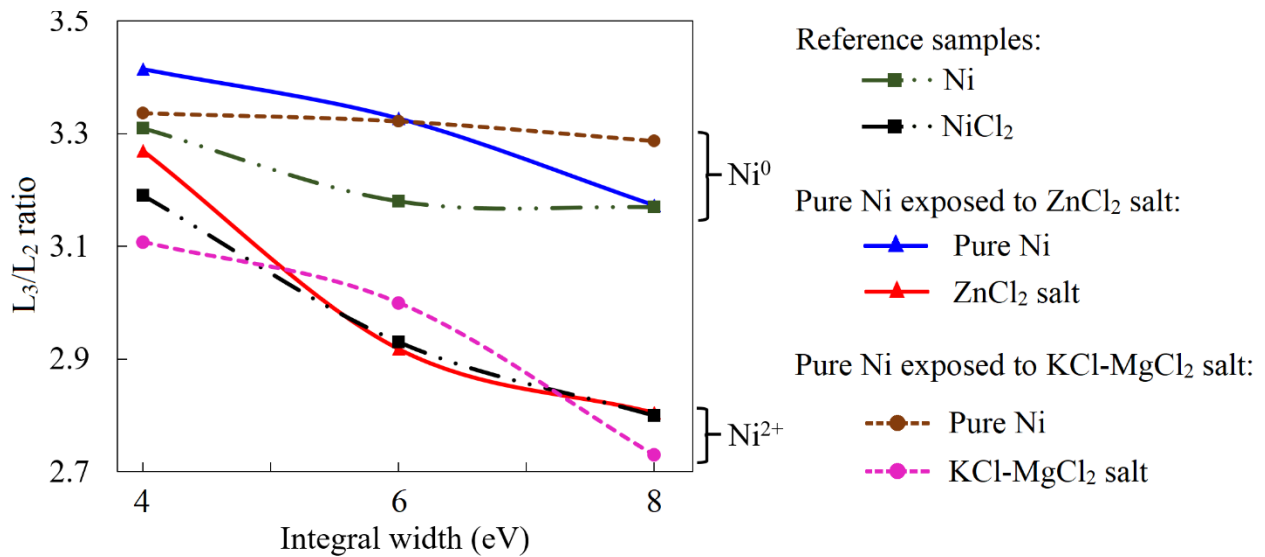 3.5
3.3
3.1
2.9
2.7
L₃/L₂ ratio
4 6 8
Integral width (eV)
Ni⁰
Ni²⁺
Reference samples:
Ni
NiCl₂
Pure Ni exposed to ZnCl₂ salt:
Pure Ni
ZnCl₂ salt
Pure Ni exposed to KCl-MgCl₂ salt:
Pure Ni
KCl-MgCl₂ salt